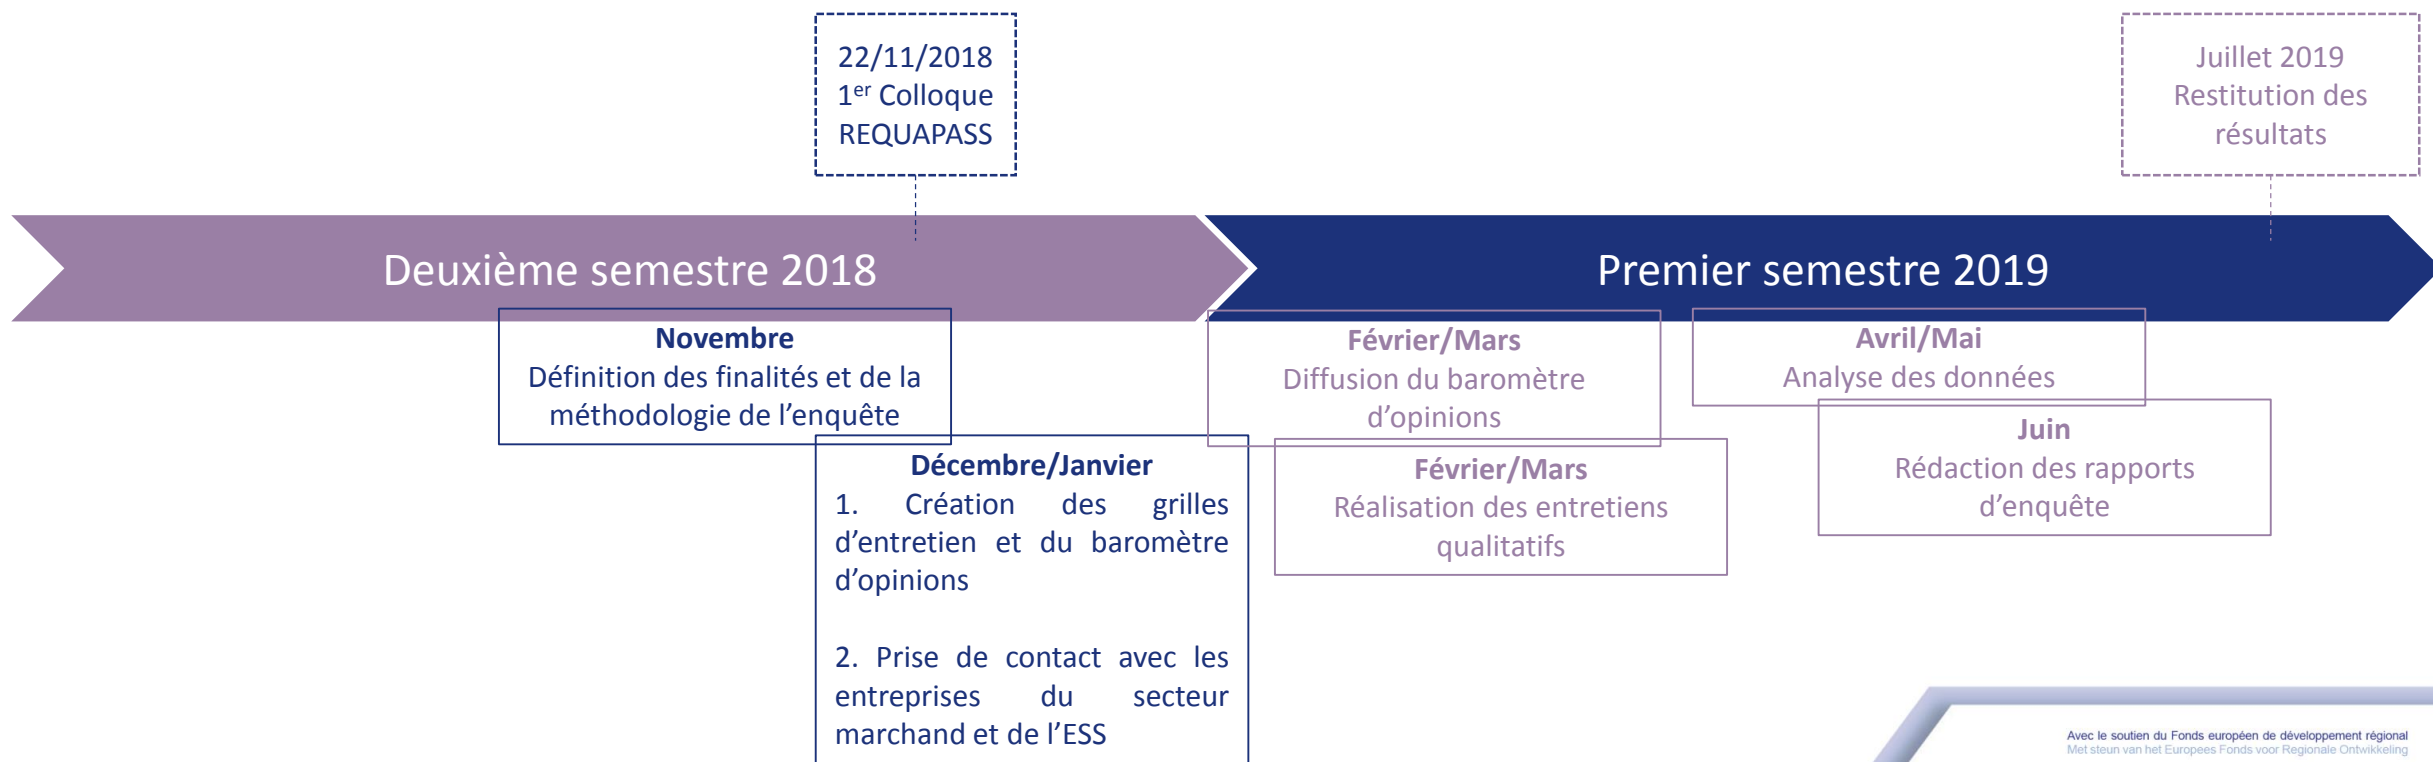 22/11/2018
1er Colloque
REQUAPASS
Juillet 2019
Restitution des
résultats
Deuxième semestre 2018
Premier semestre 2019
Novembre
Définition des finalités et de la
méthodologie de l’enquête
Décembre/Janvier
1. Création des grilles
d’entretien et du baromètre
d’opinions
2. Prise de contact avec les
entreprises du secteur
marchand et de l’ESS
Février/Mars
Diffusion du baromètre
d’opinions
Février/Mars
Réalisation des entretiens
qualitatifs
Avril/Mai
Analyse des données
Juin
Rédaction des rapports
d’enquête
Avec le soutien du Fonds européen de développement régional
Met steun van het Europees Fonds voor Regionale Ontwikkeling